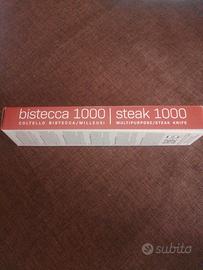 bistecca 1000 | steak 1000
COLTELLO BISTECCA/MILLEUSI | MULTIPURPOSE/STEAK KNIFE
subito